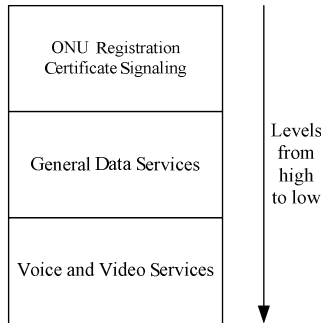 ONU Registration
Certificate Signaling
General Data Services
Voice and Video Services
Levels
from
high
to low